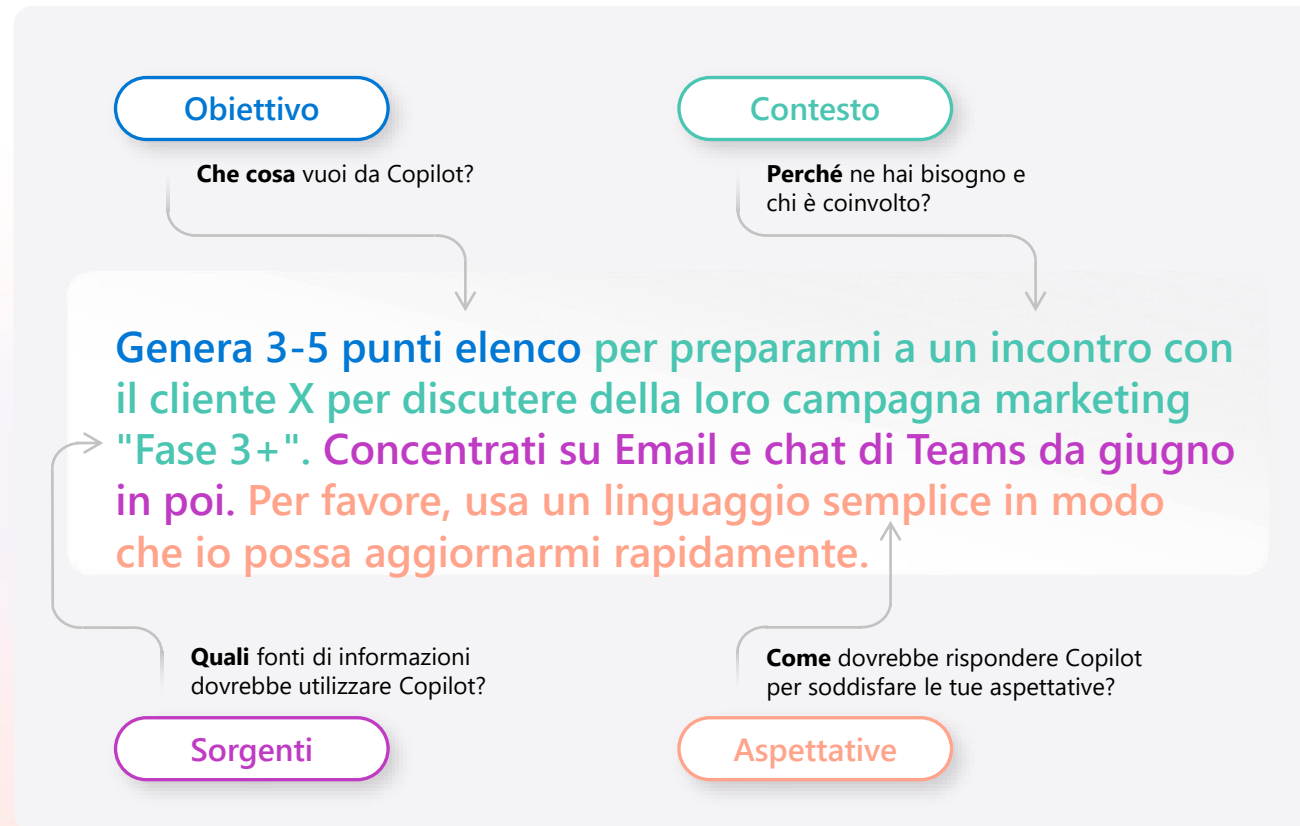 Obiettivo
Contesto
Che cosa vuoi da Copilot?
Perché ne hai bisogno e
chi è coinvolto?
Genera 3-5 punti elenco per prepararmi a un incontro con
il cliente X per discutere della loro campagna marketing
"Fase 3+". Concentrati su Email e chat di Teams da giugno
in poi. Per favore, usa un linguaggio semplice in modo
che io possa aggiornarmi rapidamente.
Quali fonti di informazioni
dovrebbe utilizzare Copilot?
Come dovrebbe rispondere Copilot
per soddisfare le tue aspettative?
Sorgenti
Aspettative